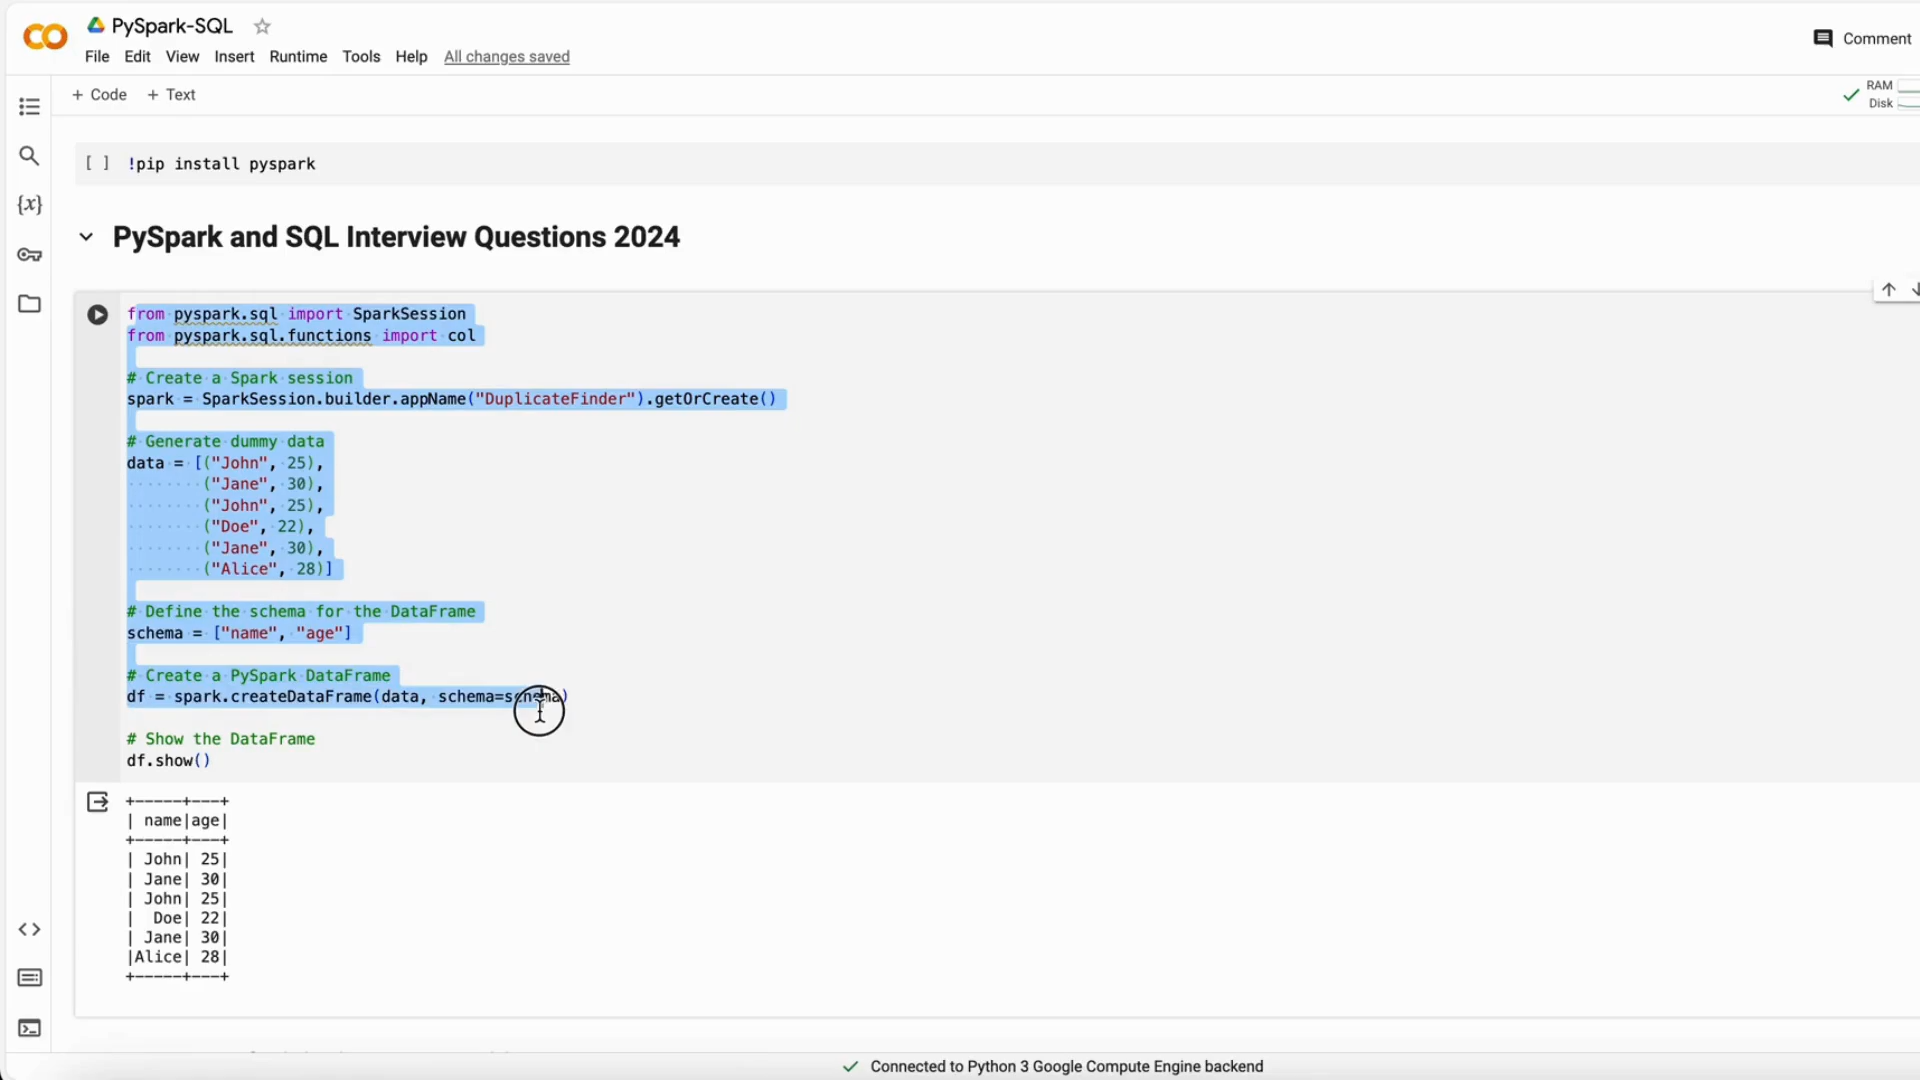 PySpark-SQL
File Edit View Insert Runtime Tools Help All changes saved
Comment
+ Code + Text
RAM
Disk
[ ] !pip install pyspark
PySpark and SQL Interview Questions 2024
from pyspark.sql import SparkSession
from pyspark.sql.functions import col
# Create a Spark session
spark = SparkSession.builder.appName("DuplicateFinder").getOrCreate()
# Generate dummy data
data = [("John", 25),
("Jane", 30),
("John", 25),
("Doe", 22),
("Jane", 30),
("Alice", 28)]
# Define the schema for the DataFrame
schema = ["name", "age"]
# Create a PySpark DataFrame
df = spark.createDataFrame(data, schema=schema)
# Show the DataFrame
df.show()
+-----+---+
| name|age|
+-----+---+
| John| 25|
| Jane| 30|
| John| 25|
|  Doe| 22|
| Jane| 30|
|Alice| 28|
+-----+---+
Connected to Python 3 Google Compute Engine backend